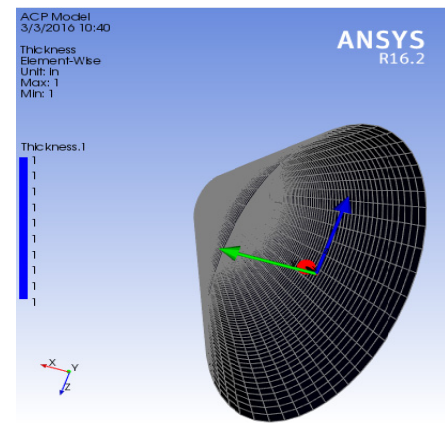 ACP Model
3/3/2016 10:40
Thickness
Element-Wise
Unit: in
Max: 1
Min: 1
ANSYS
R16.2
Thickness.1
1
1
1
1
1
1
1
1
1
1
X
Y
Z